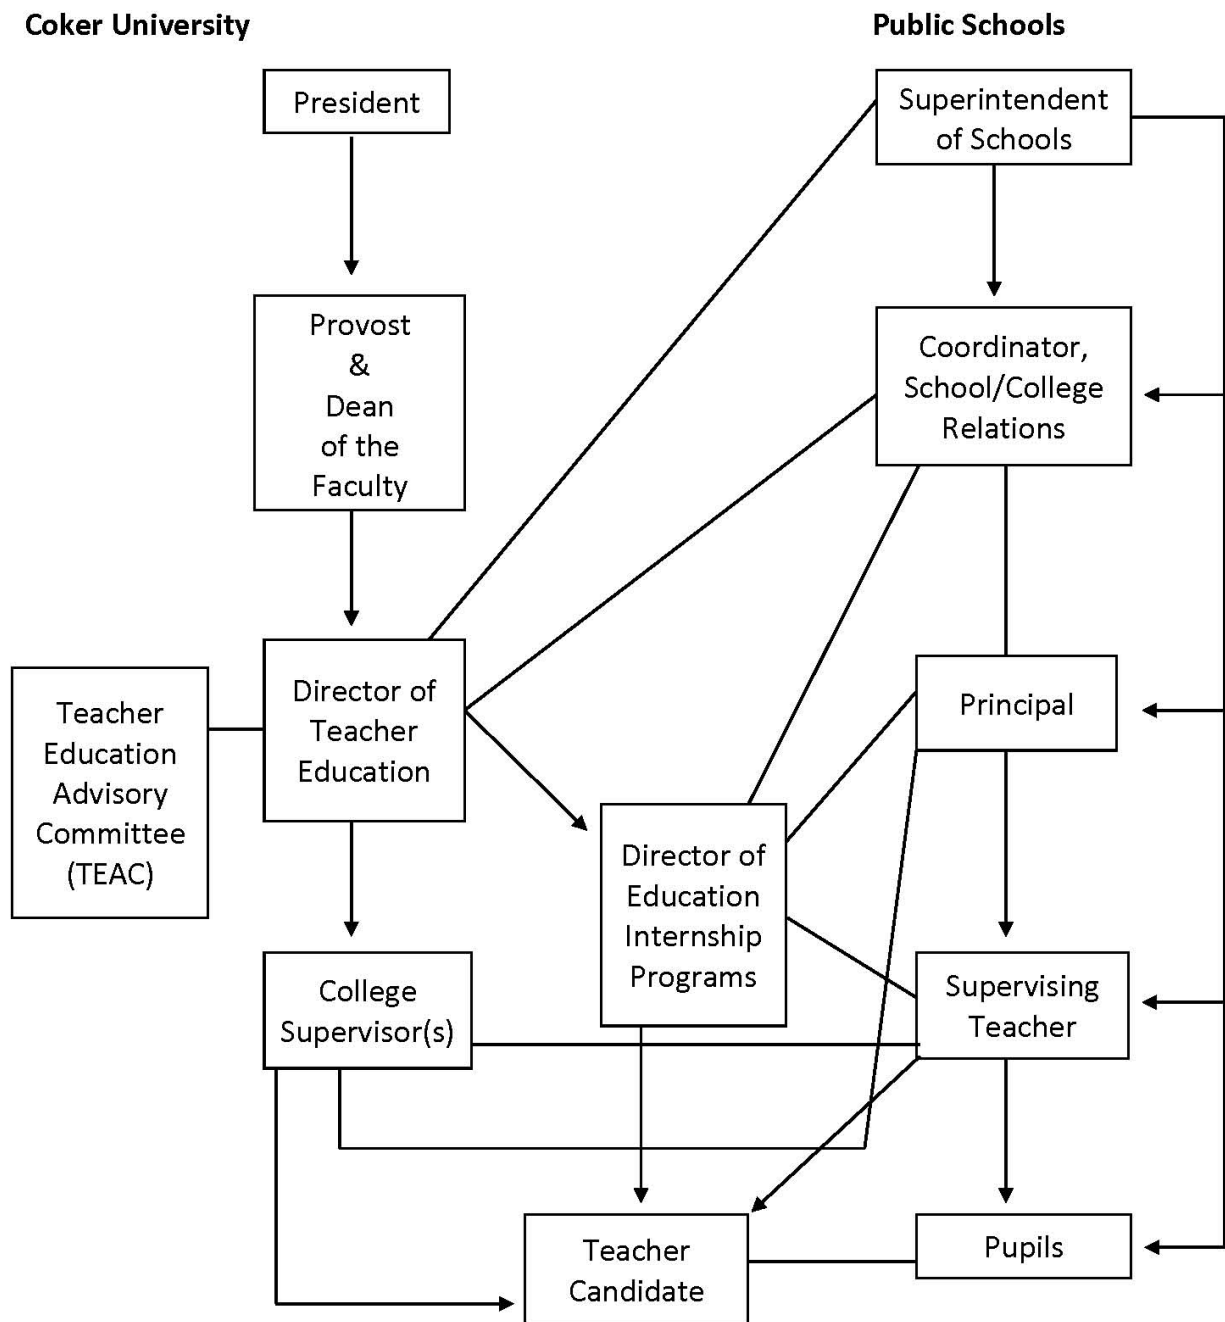 Coker University
Public Schools
President
Superintendent
of Schools
Provost
&
Dean
of the
Faculty
Coordinator,
School/College
Relations
Teacher
Education
Advisory
Committee
(TEAC)
Director of
Teacher
Education
Principal
Director of
Education
Internship
Programs
College
Supervisor(s)
Supervising
Teacher
Teacher
Candidate
Pupils